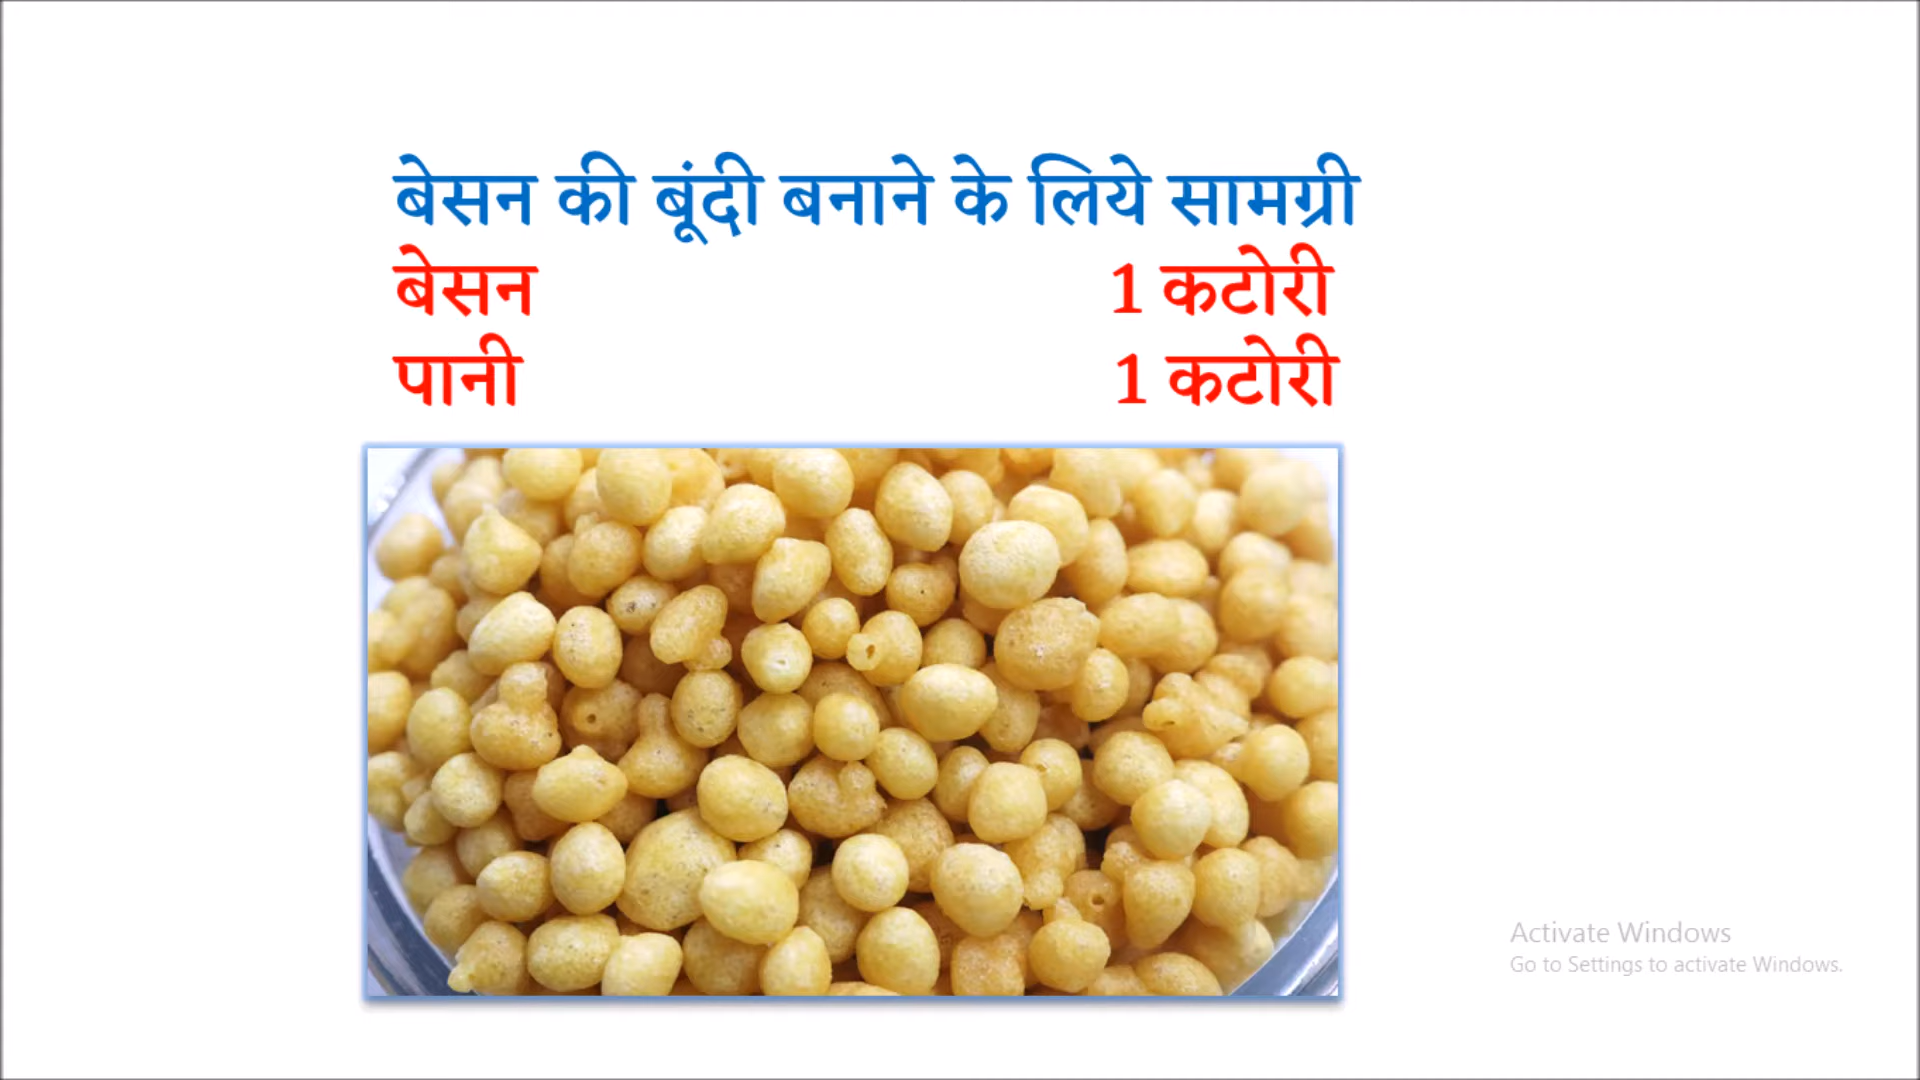 बेसन की बूंदी बनाने के लिये सामग्री
बेसन 1 कटोरी
पानी 1 कटोरी
Activate Windows
Go to Settings to activate Windows.